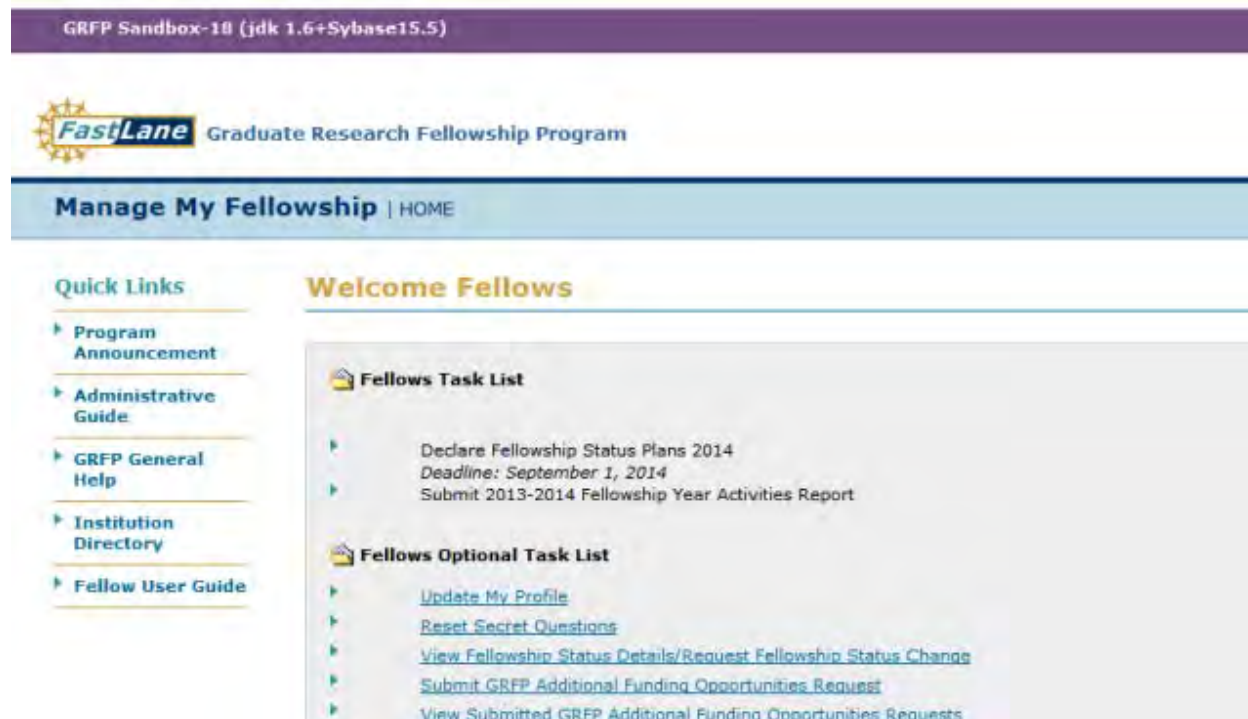 GRFP Sandbox-18 (jdk 1.6+Sybase15.5)
FastLane Graduate Research Fellowship Program
Manage My Fellowship | HOME
Quick Links
Program
Announcement
Administrative
Guide
GRFP General
Help
Institution
Directory
Fellow User Guide
Welcome Fellows
Fellows Task List
Declare Fellowship Status Plans 2014
Deadline: September 1, 2014
Submit 2013-2014 Fellowship Year Activities Report
Fellows Optional Task List
Update My Profile
Reset Secret Questions
View Fellowship Status Details/Request Fellowship Status Change
Submit GRFP Additional Funding Opportunities Request
View Submitted GRFP Additional Funding Opportunities Requests